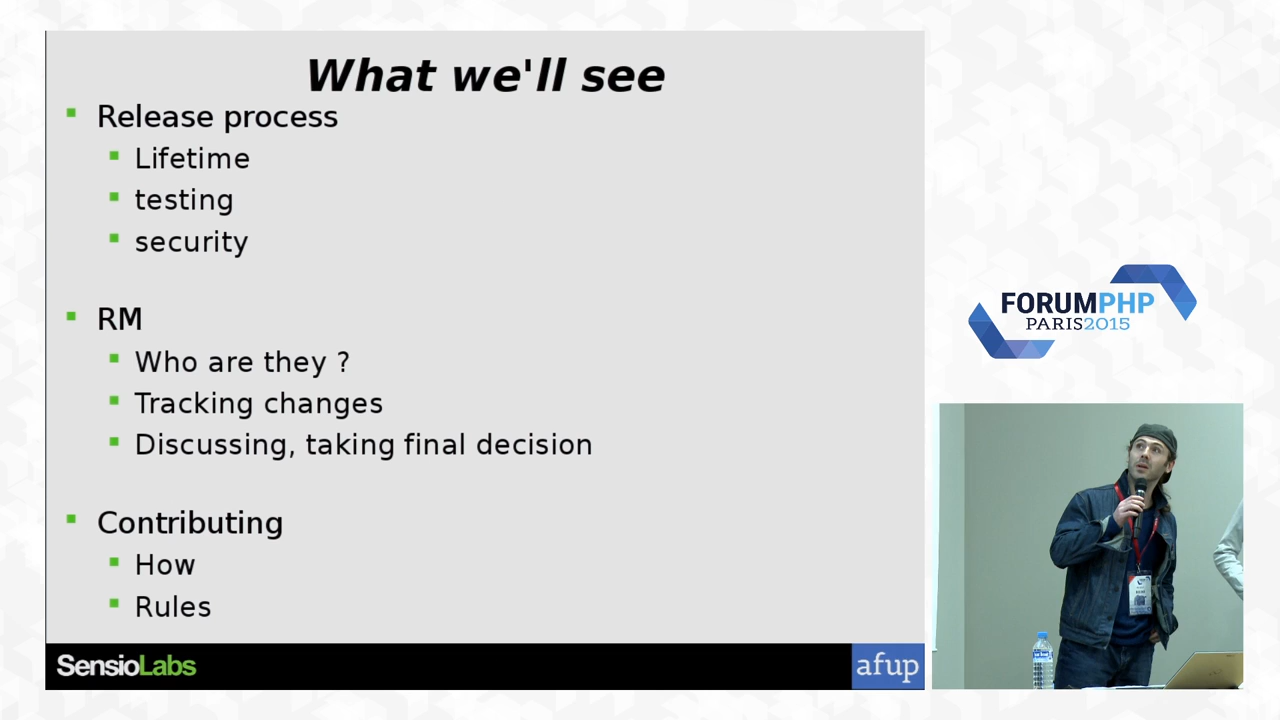 What we'll see
Release process
Lifetime
testing
security
RM
Who are they ?
Tracking changes
Discussing, taking final decision
Contributing
How
Rules
SensioLabs
afup
FORUMPHP
PARIS2015